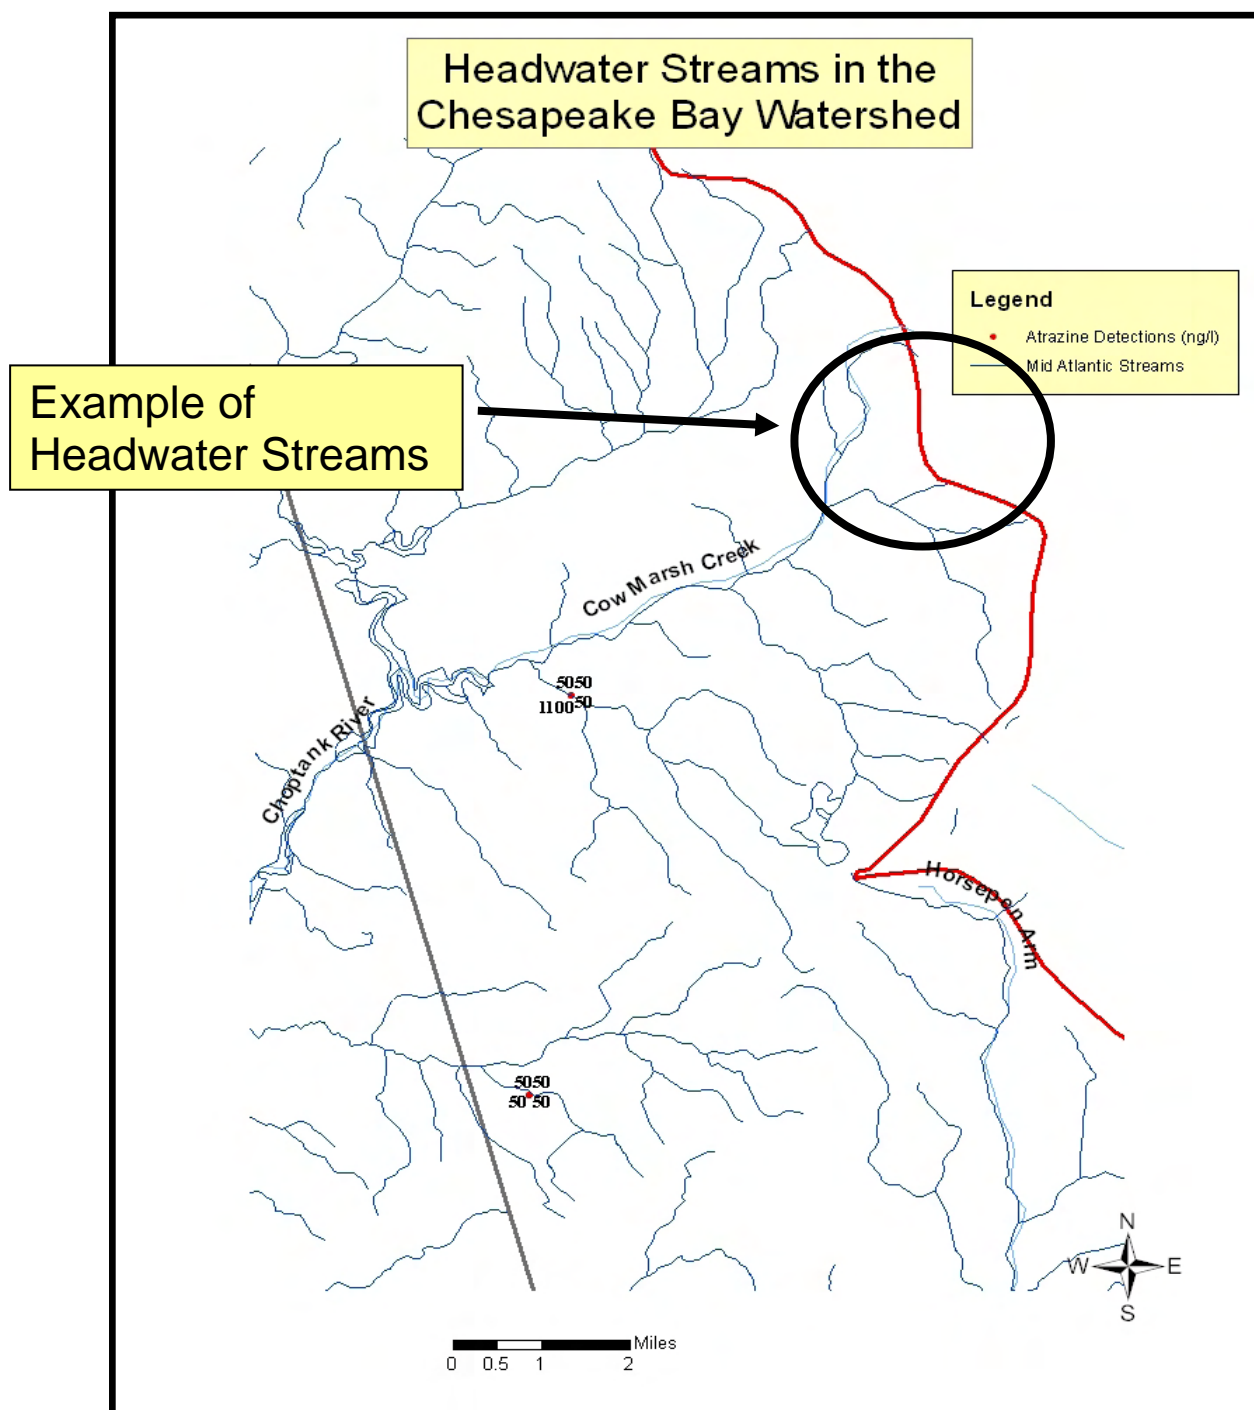 Headwater Streams in the
Chesapeake Bay Watershed
Legend
Atrazine Detections (ng/l)
Mid Atlantic Streams
Example of
Headwater Streams
Cow Marsh Creek
5050
1100 50
Choptank River
Horsepen Arm
5050
50 50
N
W E
S
Miles
0 0.5 1 2